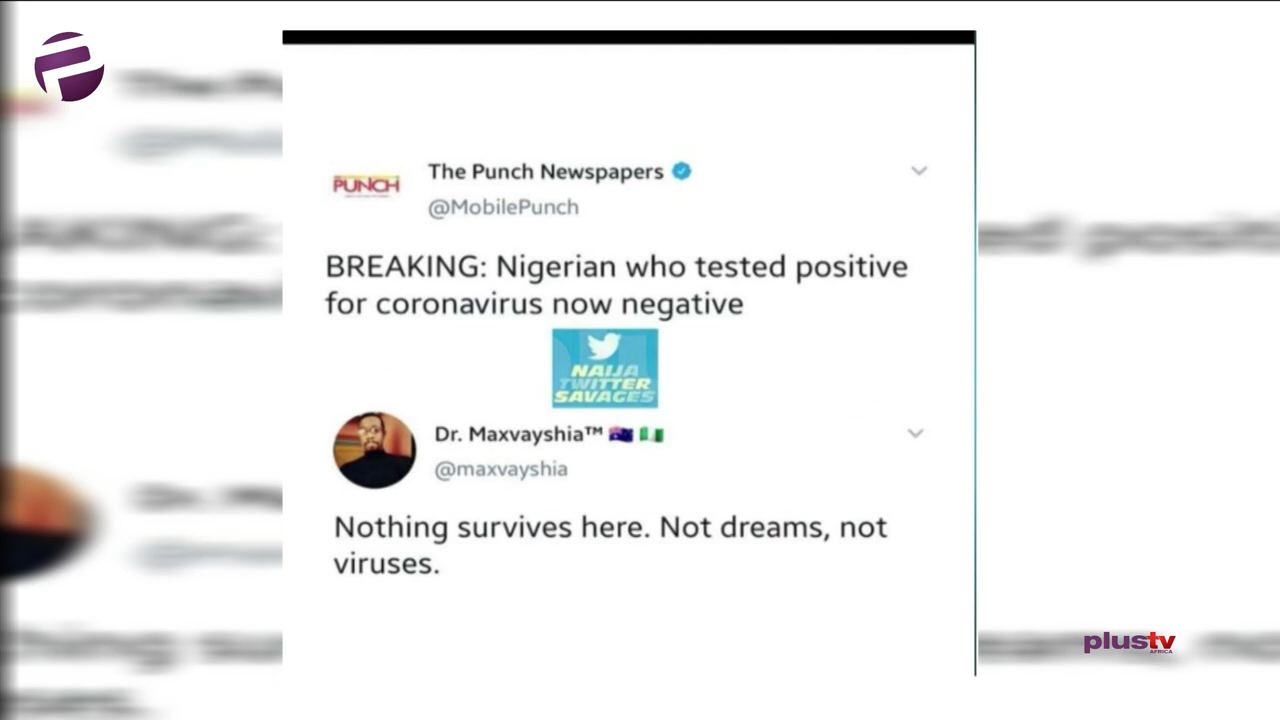 PUNCH
The Punch Newspapers
@MobilePunch
BREAKING: Nigerian who tested positive
for coronavirus now negative
NAIJA
TWITTER
SAVAGES
Dr. Maxvayshia™ 🇦🇺 🇳🇬
@maxvayshia
Nothing survives here. Not dreams, not
viruses.
plustv
AFRICA